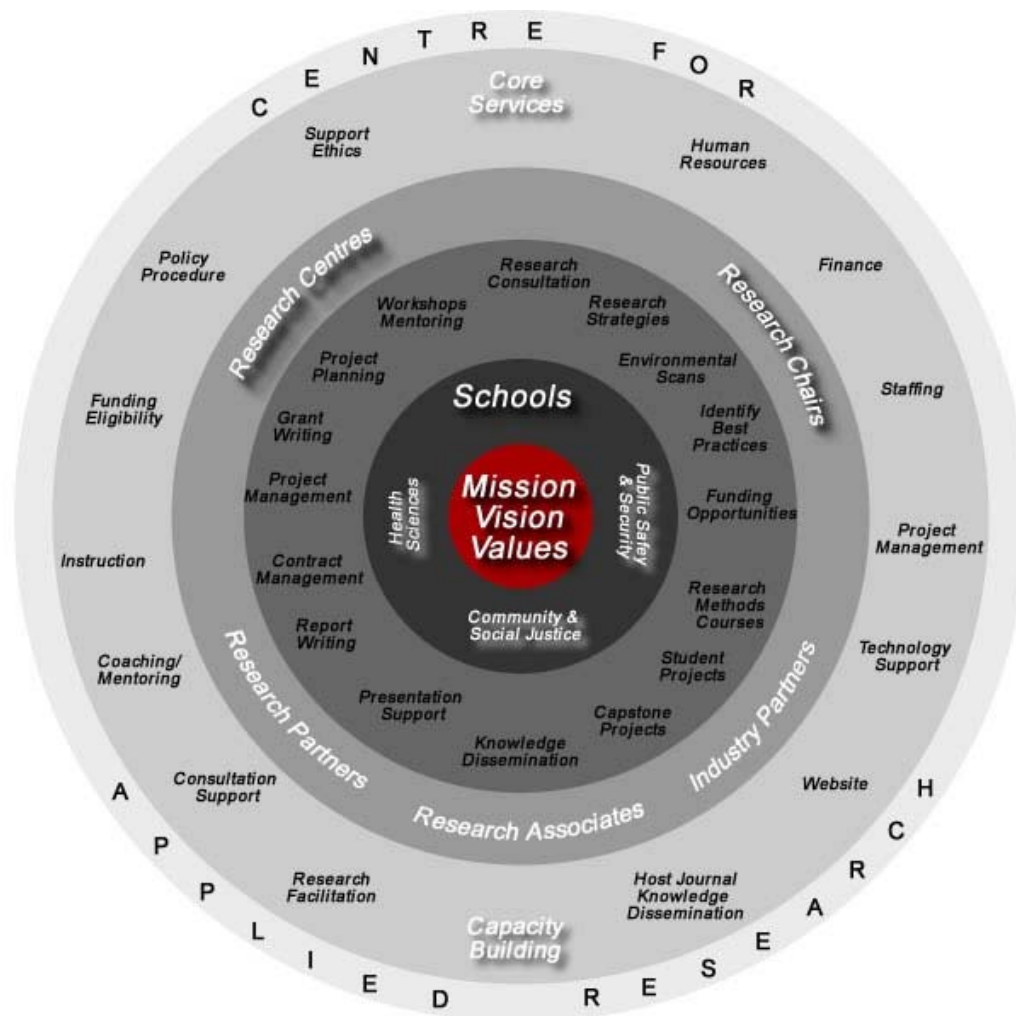 CENTRE FOR
APPLIED RESEARCH
Core
Services
Support
Ethics
Human
Resources
Policy
Procedure
Finance
Funding
Eligibility
Staffing
Instruction
Project
Management
Coaching/
Mentoring
Technology
Support
Consultation
Support
Website
Research
Facilitation
Host Journal
Knowledge
Dissemination
Capacity
Building
Research Centres
Research Chairs
Research Partners
Research Associates
Industry Partners
Research
Consultation
Workshops
Mentoring
Research
Strategies
Project
Planning
Environmental
Scans
Grant
Writing
Identify
Best
Practices
Project
Management
Funding
Opportunities
Contract
Management
Research
Methods
Courses
Report
Writing
Student
Projects
Presentation
Support
Capstone
Projects
Knowledge
Dissemination
Schools
Health
Sciences
Public Safey
& Security
Community &
Social Justice
Mission
Vision
Values